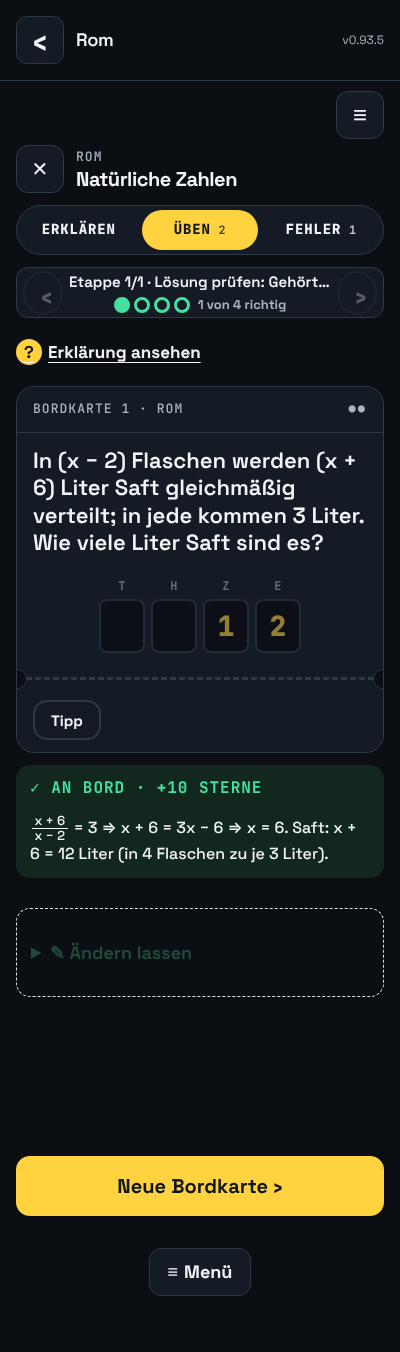 < Rom v0.93.5
≡
✕ ROM
Natürliche Zahlen
ERKLÄREN ÜBEN 2 FEHLER 1
< Etappe 1/1 · Lösung prüfen: Gehört... >
1 von 4 richtig
? Erklärung ansehen
BORDKARTE 1 · ROM ●●
In (x − 2) Flaschen werden (x +
6) Liter Saft gleichmäßig
verteilt; in jede kommen 3 Liter.
Wie viele Liter Saft sind es?
T H Z E
1 2
Tipp
✓ AN BORD · +10 STERNE
x + 6
x − 2
= 3 ⇒ x + 6 = 3x − 6 ⇒ x = 6. Saft: x +
6 = 12 Liter (in 4 Flaschen zu je 3 Liter).
▶ ✎ Ändern lassen
Neue Bordkarte ›
≡ Menü